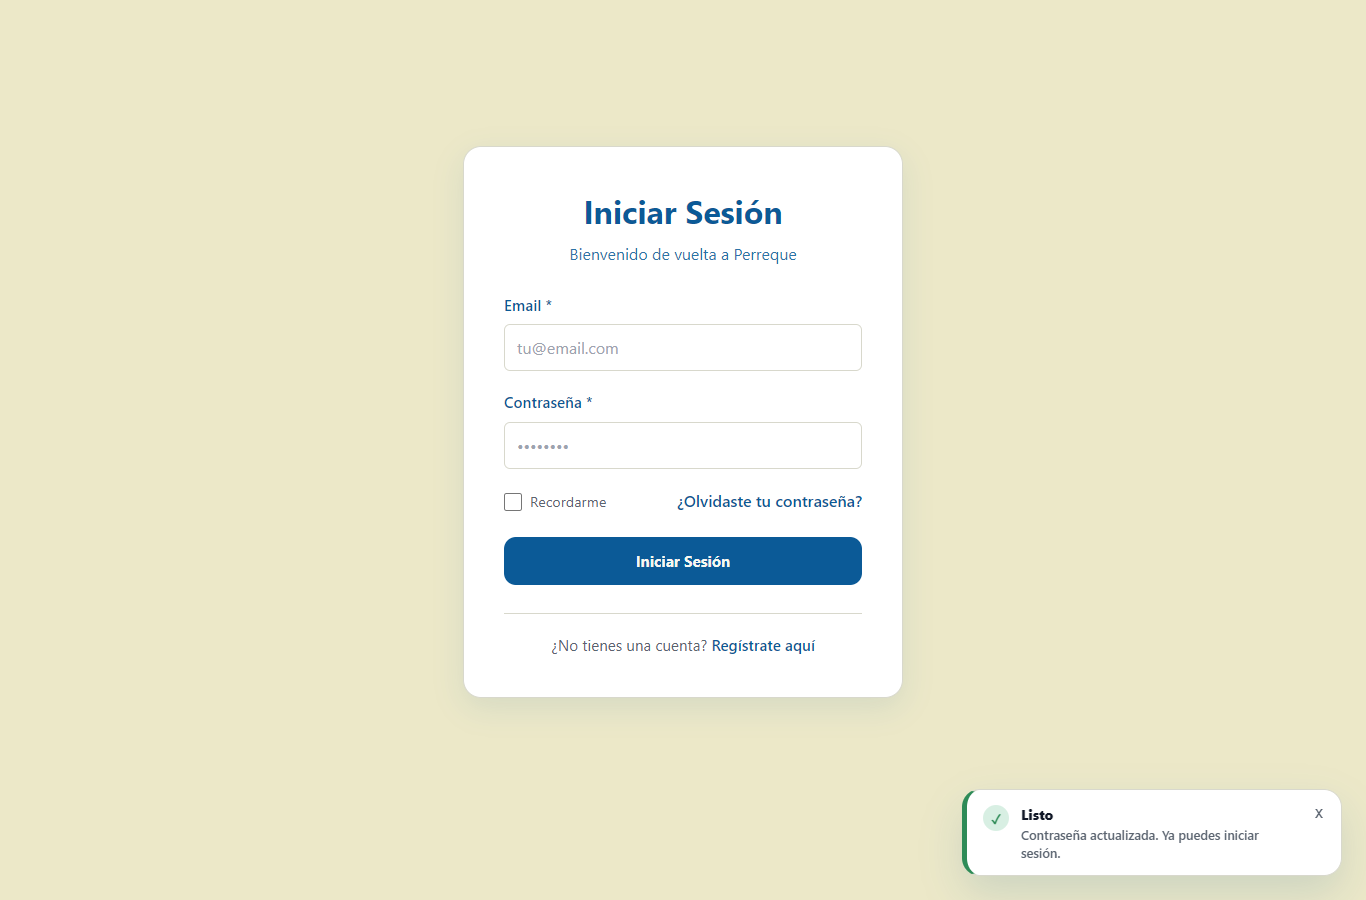 Iniciar Sesión
Bienvenido de vuelta a Perreque
Email *
tu@email.com
Contraseña *
••••••••
Recordarme
¿Olvidaste tu contraseña?
Iniciar Sesión
¿No tienes una cuenta? Regístrate aquí
✓
Listo
X
Contraseña actualizada. Ya puedes iniciar
sesión.